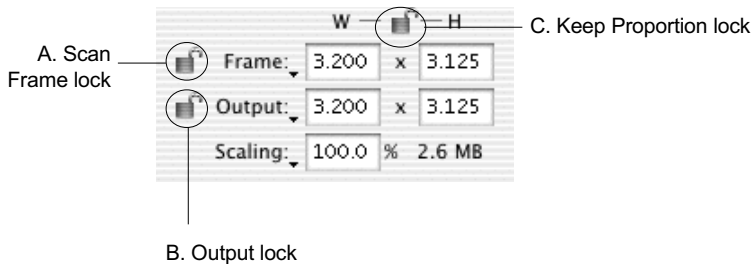 W H
C. Keep Proportion lock
A. Scan
Frame lock
Frame: 3.200 x 3.125
Output: 3.200 x 3.125
Scaling: 100.0 % 2.6 MB
B. Output lock